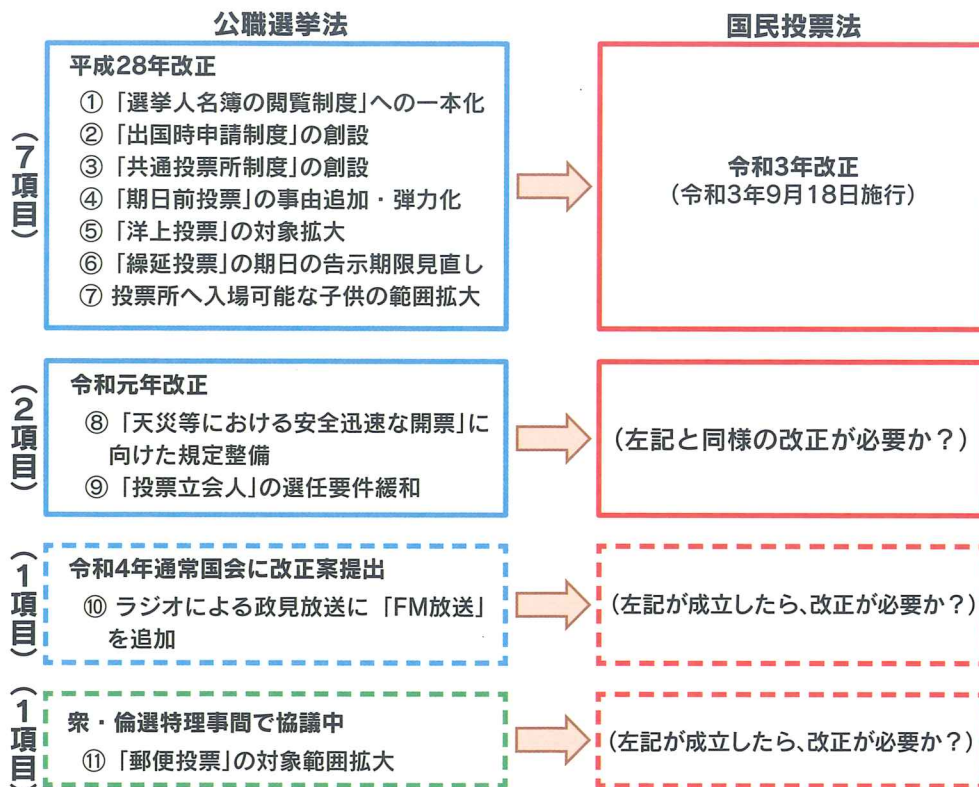 公職選挙法
国民投票法
(7項目)
平成28年改正
① 「選挙人名簿の閲覧制度」への一本化
② 「出国時申請制度」の創設
③ 「共通投票所制度」の創設
④ 「期日前投票」の事由追加・弾力化
⑤ 「洋上投票」の対象拡大
⑥ 「繰延投票」の期日の告示期限見直し
⑦ 投票所へ入場可能な子供の範囲拡大
令和3年改正
(令和3年9月18日施行)
(2項目)
令和元年改正
⑧ 「天災等における安全迅速な開票」に
向けた規定整備
⑨ 「投票立会人」の選任要件緩和
(左記と同様の改正が必要か?)
(1項目)
令和4年通常国会に改正案提出
⑩ ラジオによる政見放送に「FM放送」
を追加
(左記が成立したら、改正が必要か?)
(1項目)
衆・倫選特理事間で協議中
⑪ 「郵便投票」の対象範囲拡大
(左記が成立したら、改正が必要か?)